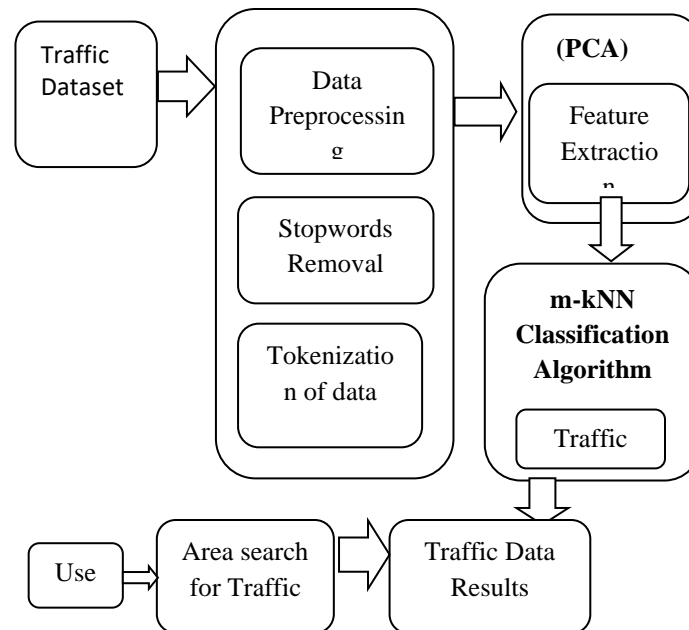 Traffic
Dataset
Data
Preprocessin
g
Stopwords
Removal
Tokenizatio
n of data
(PCA)
Feature
Extractio
n
m-kNN
Classification
Algorithm
Traffic
Use
Area search
for Traffic
Traffic Data
Results